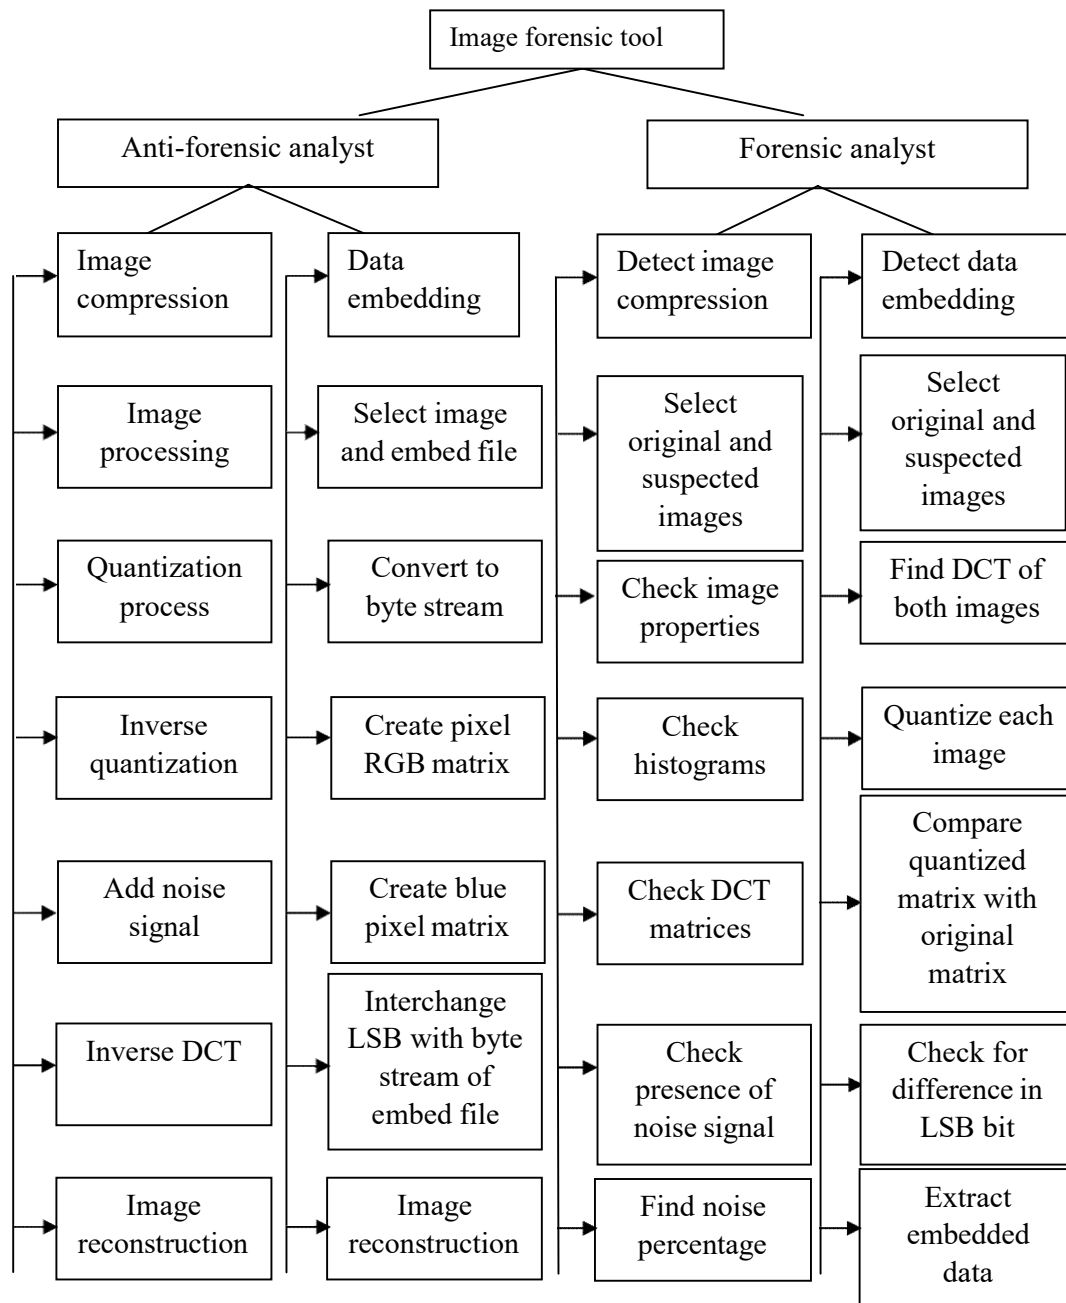 Image forensic tool
Anti-forensic analyst
Forensic analyst
Image
compression
Data
embedding
Detect image
compression
Detect data
embedding
Image
processing
Select image
and embed file
Select
original and
suspected
images
Select
original and
suspected
images
Quantization
process
Convert to
byte stream
Check image
properties
Find DCT of
both images
Inverse
quantization
Create pixel
RGB matrix
Check
histograms
Quantize each
image
Add noise
signal
Create blue
pixel matrix
Check DCT
matrices
Compare
quantized
matrix with
original
matrix
Inverse DCT
Interchange
LSB with byte
stream of
embed file
Check
presence of
noise signal
Check for
difference in
LSB bit
Image
reconstruction
Image
reconstruction
Find noise
percentage
Extract
embedded
data